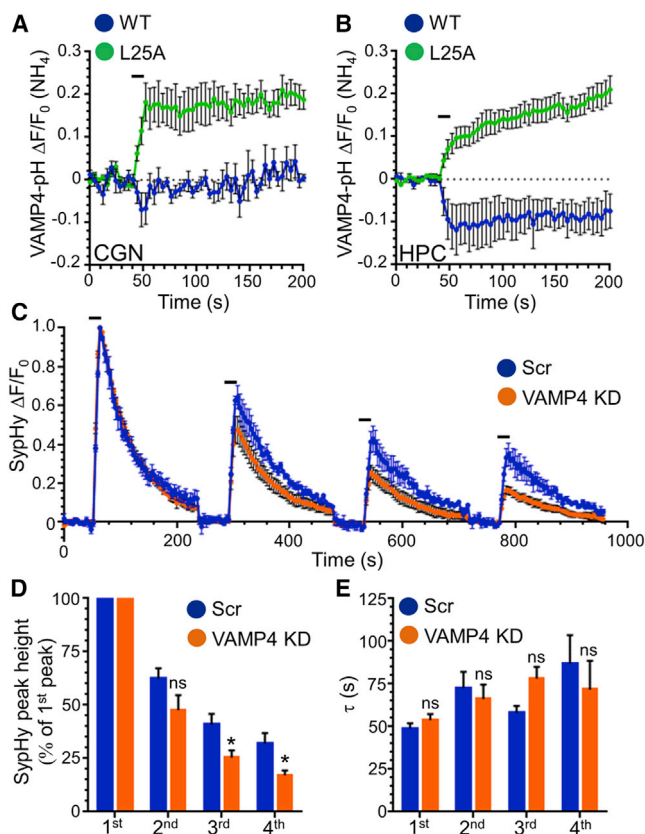 A
WT
L25A
VAMP4-pH ΔF/F0 (NH4)
0.3
0.2
0.1
0
-0.1
0.2
CGN
0 50 100 150 200
Time (s)
B
WT
L25A
VAMP4-pH ΔF/F0 (NH4)
0.3
0.2
0.1
0
-0.1
0.2
HPC
0 50 100 150 200
Time (s)
C
Scr
VAMP4 KD
SypHy ΔF/F0
1.0
0.8
0.6
0.4
0.2
0
0 200 400 600 800 1000
Time (s)
D
Scr
VAMP4 KD
SypHy peak height
(% of 1st peak)
100
75
50
25
0
ns
*
*
1st 2nd 3rd 4th
E
Scr
VAMP4 KD
τ (s)
125
100
75
50
25
0
ns ns ns ns
1st 2nd 3rd 4th